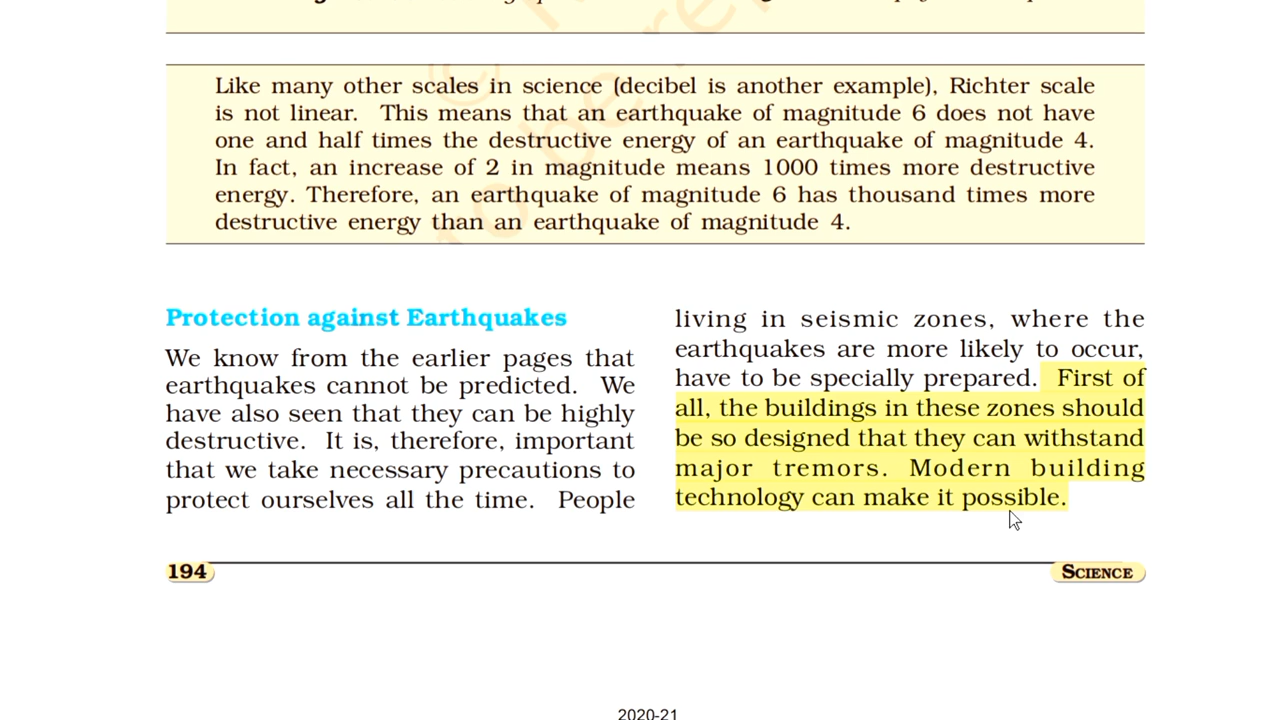 Like many other scales in science (decibel is another example), Richter scale
is not linear. This means that an earthquake of magnitude 6 does not have
one and half times the destructive energy of an earthquake of magnitude 4.
In fact, an increase of 2 in magnitude means 1000 times more destructive
energy. Therefore, an earthquake of magnitude 6 has thousand times more
destructive energy than an earthquake of magnitude 4.
Protection against Earthquakes
We know from the earlier pages that
earthquakes cannot be predicted. We
have also seen that they can be highly
destructive. It is, therefore, important
that we take necessary precautions to
protect ourselves all the time. People
living in seismic zones, where the
earthquakes are more likely to occur,
have to be specially prepared. First of
all, the buildings in these zones should
be so designed that they can withstand
major tremors. Modern building
technology can make it possible.
194
SCIENCE
2020-21